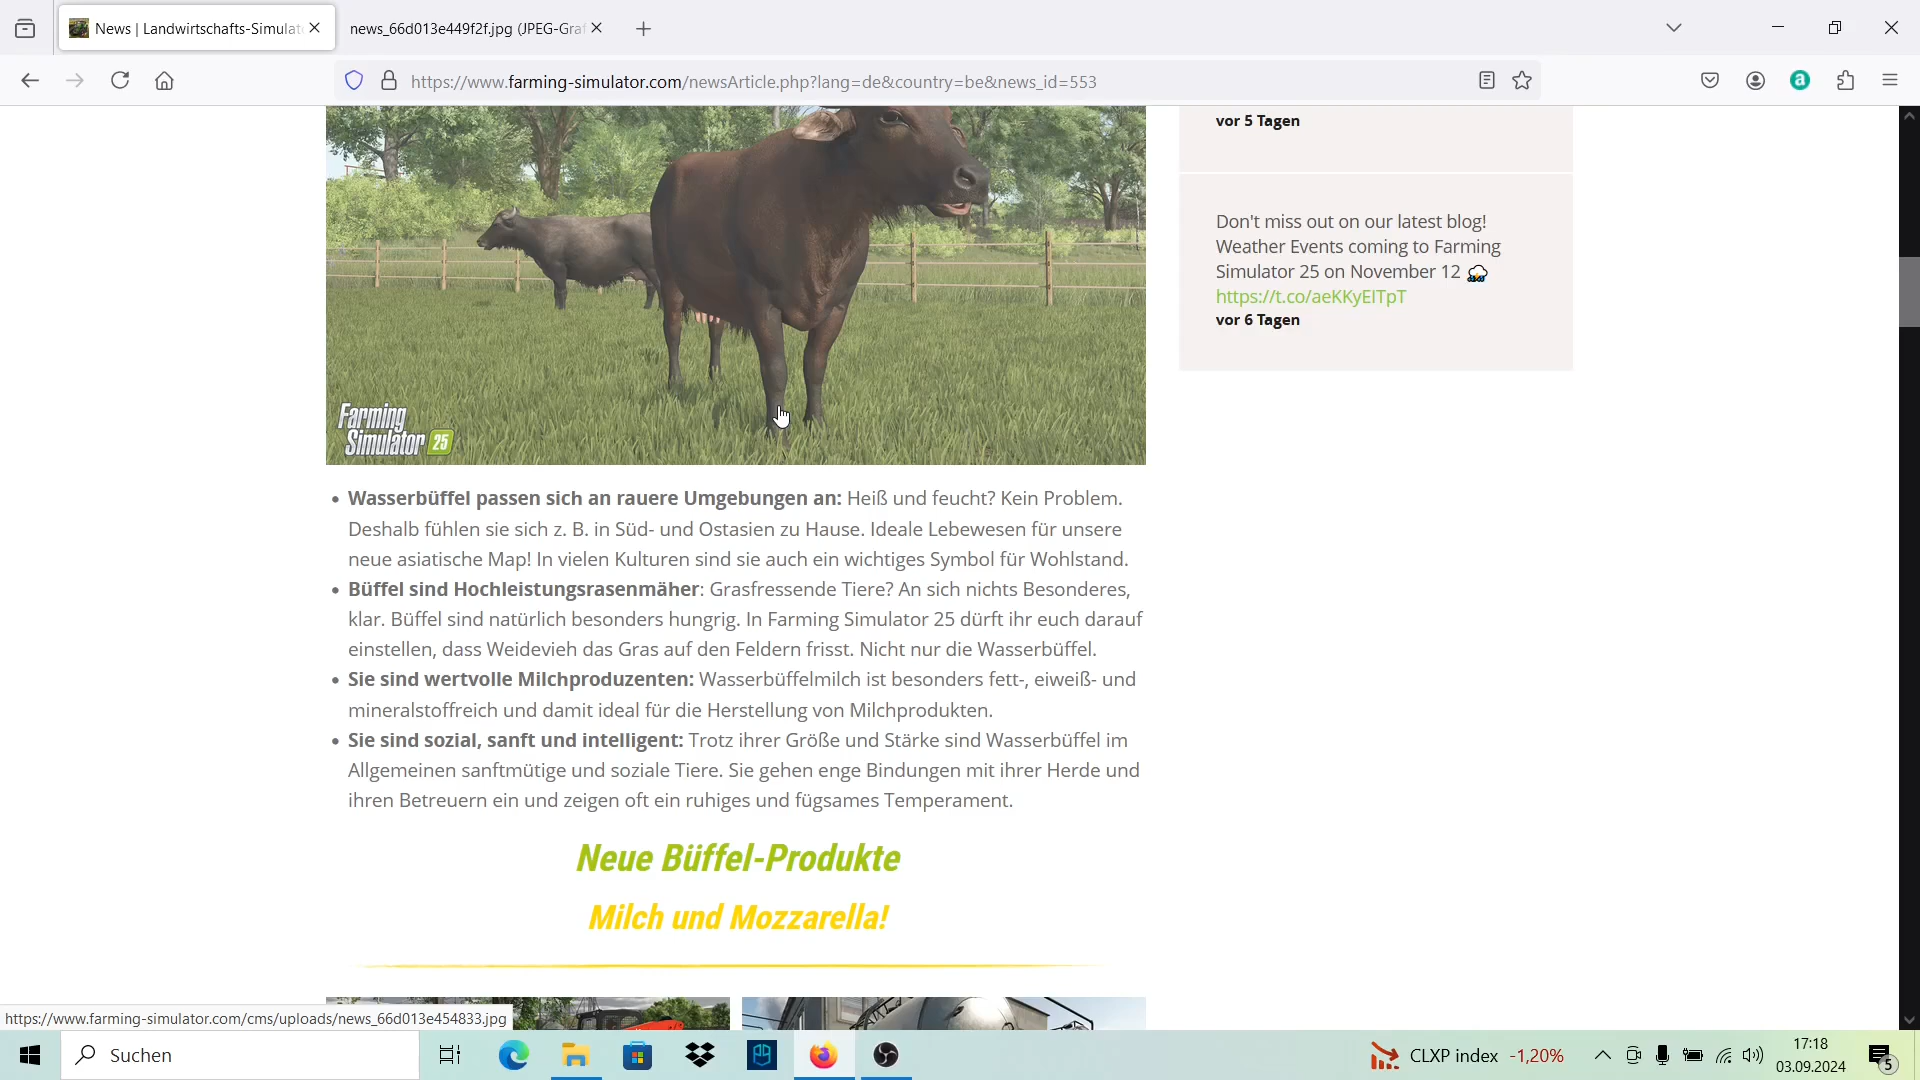 News | Landwirtschafts-Simulat
news_66d013e449f2f.jpg (JPEG-Graf
https://www.farming-simulator.com/newsArticle.php?lang=de&country=be&news_id=553
Farming
Simulator 25
vor 5 Tagen
Don't miss out on our latest blog!
Weather Events coming to Farming
Simulator 25 on November 12
https://t.co/aeKKyEITpT
vor 6 Tagen
• Wasserbüffel passen sich an rauere Umgebungen an: Heiß und feucht? Kein Problem.
Deshalb fühlen sie sich z. B. in Süd- und Ostasien zu Hause. Ideale Lebewesen für unsere
neue asiatische Map! In vielen Kulturen sind sie auch ein wichtiges Symbol für Wohlstand.
• Büffel sind Hochleistungsrasenmäher: Grasfressende Tiere? An sich nichts Besonderes,
klar. Büffel sind natürlich besonders hungrig. In Farming Simulator 25 dürft ihr euch darauf
einstellen, dass Weidevieh das Gras auf den Feldern frisst. Nicht nur die Wasserbüffel.
• Sie sind wertvolle Milchproduzenten: Wasserbüffelmilch ist besonders fett-, eiweiß- und
mineralstoffreich und damit ideal für die Herstellung von Milchprodukten.
• Sie sind sozial, sanft und intelligent: Trotz ihrer Größe und Stärke sind Wasserbüffel im
Allgemeinen sanftmütige und soziale Tiere. Sie gehen enge Bindungen mit ihrer Herde und
ihren Betreuern ein und zeigen oft ein ruhiges und fügsames Temperament.
Neue Büffel-Produkte
Milch und Mozzarella!
https://www.farming-simulator.com/cms/uploads/news_66d013e454833.jpg
Suchen
CLXP index -1,20%
17:18
03.09.2024
5